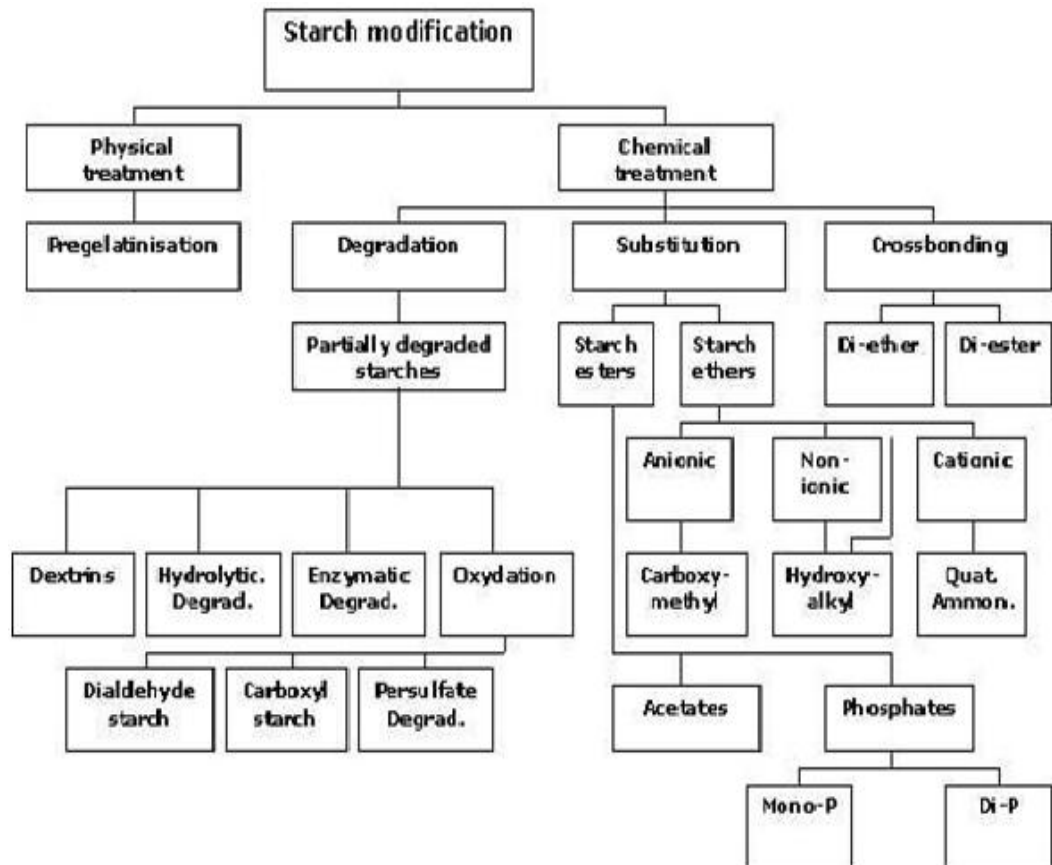 Starch modification
Physical
treatment
Chemical
treatment
Pregelatinisation
Degradation
Substitution
Crossbonding
Partially degraded
starches
Starch
esters
Starch
ethers
Di-ether
Di-ester
Anionic
Non-
ionic
Cationic
Dextrins
Hydrolytic.
Degrad.
Enzymatic
Degrad.
Oxydation
Carboxy-
methyl
Hydroxy-
alkyl
Quat.
Ammon.
Dialdehyde
starch
Carboxyl
starch
Persulfate
Degrad.
Acetates
Phosphates
Mono-P
Di-P